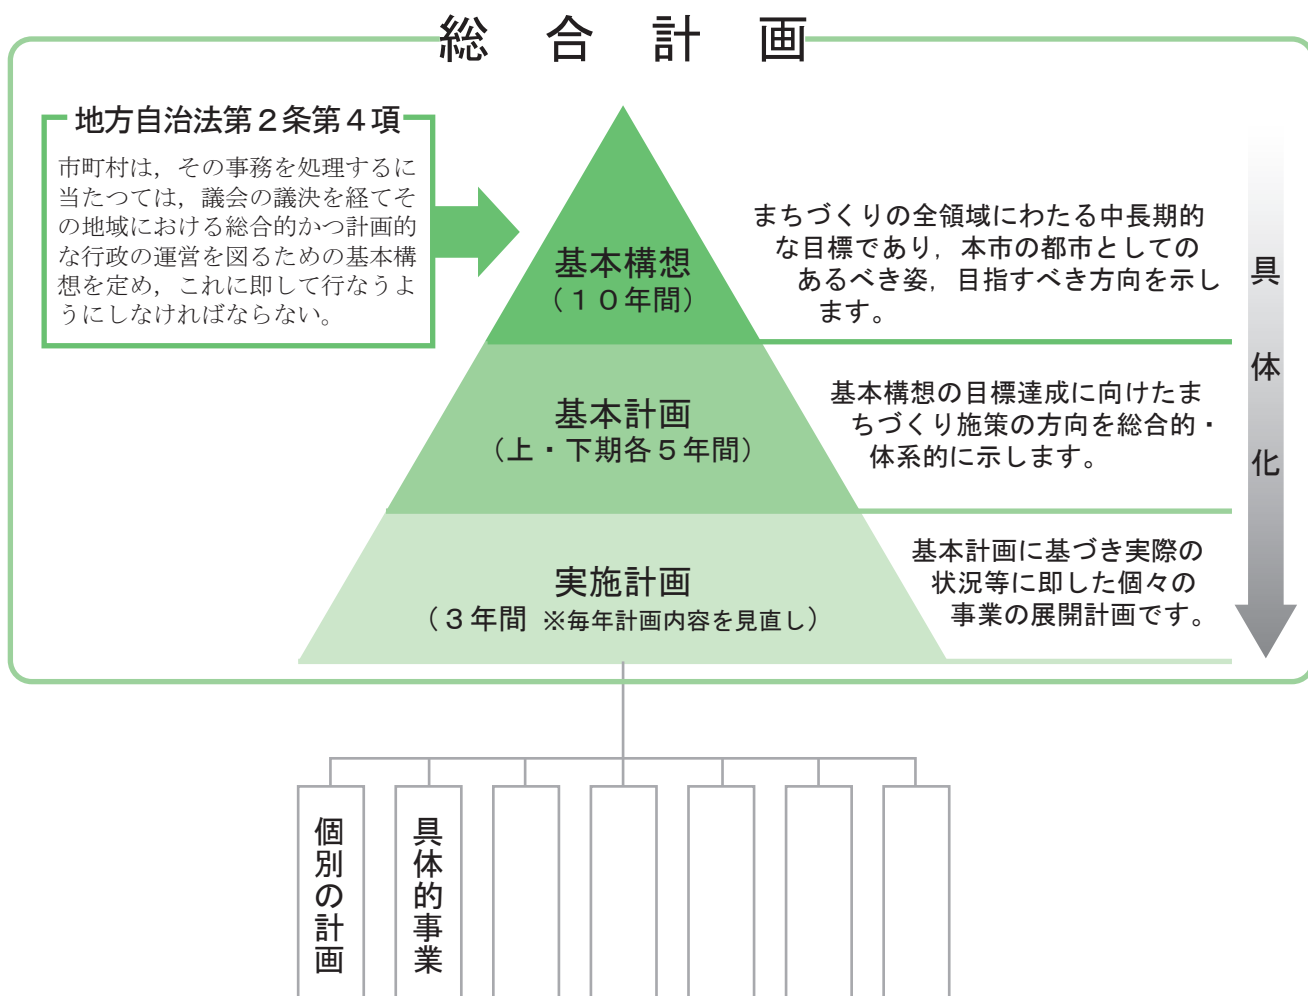 総合計画
地方自治法第２条第４項
市町村は，その事務を処理するに
当たつては，議会の議決を経てそ
の地域における総合的かつ計画的
な行政の運営を図るための基本構
想を定め，これに即して行なうよ
うにしなければならない。
基本構想
（１０年間）
まちづくりの全領域にわたる中長期的
な目標であり，本市の都市としての
あるべき姿，目指すべき方向を示し
ます。
基本計画
（上・下期各５年間）
基本構想の目標達成に向けたま
ちづくり施策の方向を総合的・
体系的に示します。
実施計画
（３年間 ※毎年計画内容を見直し）
基本計画に基づき実際の
状況等に即した個々の
事業の展開計画です。
具体化
個別の計画
具体的事業